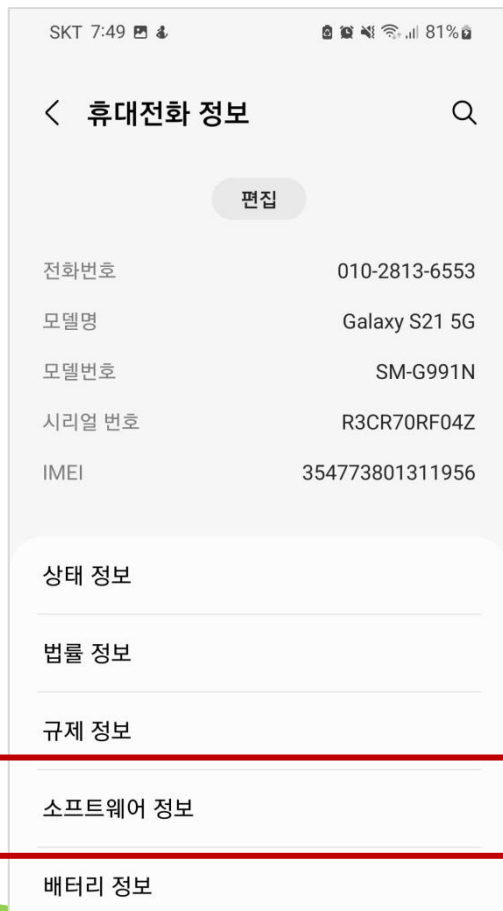 SKT 7:49 81%
휴대전화 정보
편집
전화번호 010-2813-6553
모델명 Galaxy S21 5G
모델번호 SM-G991N
시리얼 번호 R3CR70RF04Z
IMEI 354773801311956
상태 정보
법률 정보
규제 정보
소프트웨어 정보
배터리 정보